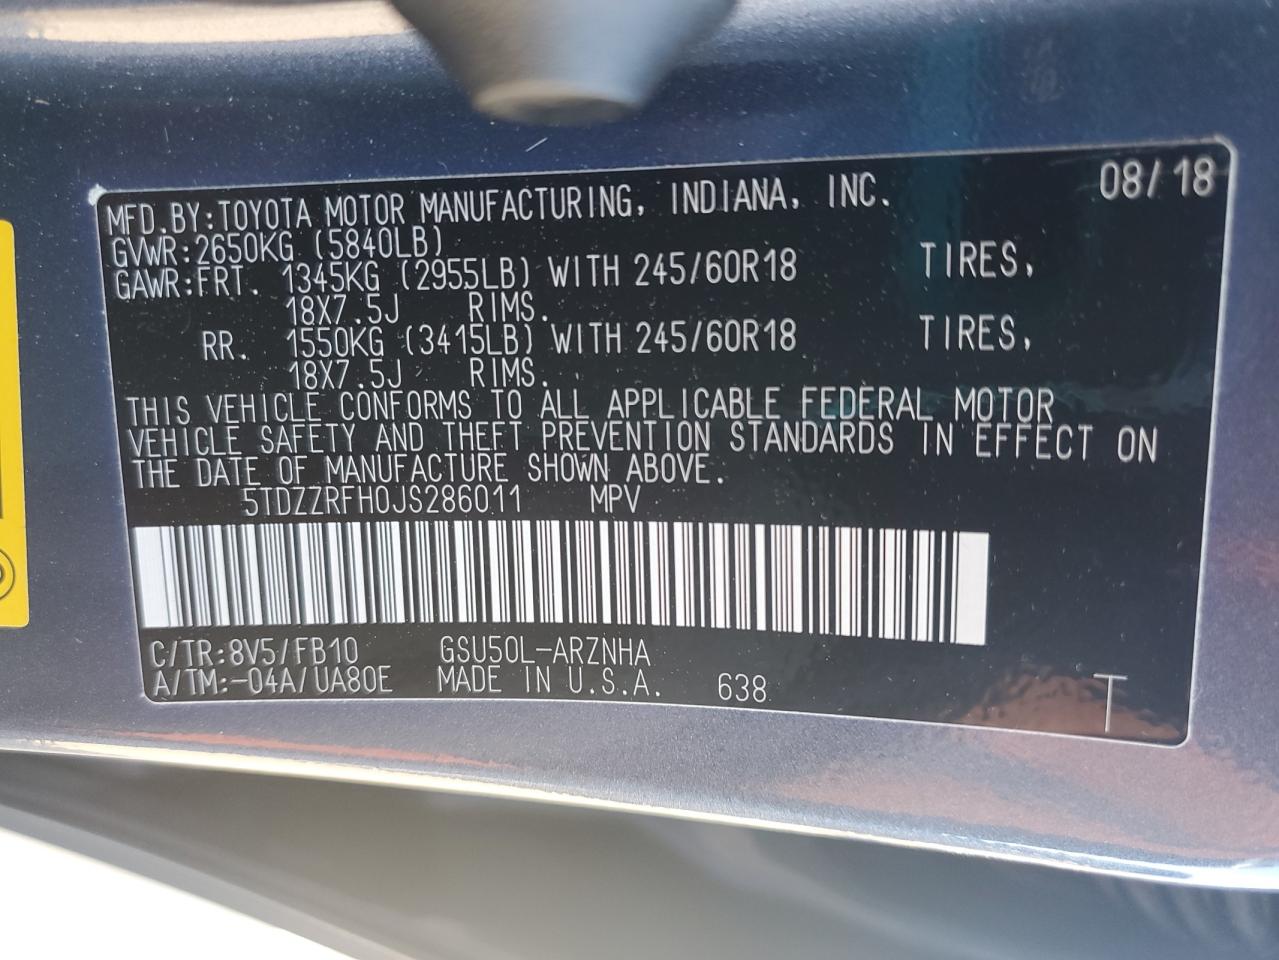 08/18
MFD.BY:TOYOTA MOTOR MANUFACTURING, INDIANA, INC.
GVWR:2650KG (5840LB)
GAWR:FRT. 1345KG (2955LB) WITH 245/60R18 TIRES,
18X7.5J RIMS.
RR. 1550KG (3415LB) WITH 245/60R18 TIRES,
18X7.5J RIMS.
THIS VEHICLE CONFORMS TO ALL APPLICABLE FEDERAL MOTOR
VEHICLE SAFETY AND THEFT PREVENTION STANDARDS IN EFFECT ON
THE DATE OF MANUFACTURE SHOWN ABOVE.
5TDZZRFH0JS286011 MPV
C/TR:8V5/FB10 GSU50L-ARZNHA
A/TM:-04A/UA80E MADE IN U.S.A. 638 T